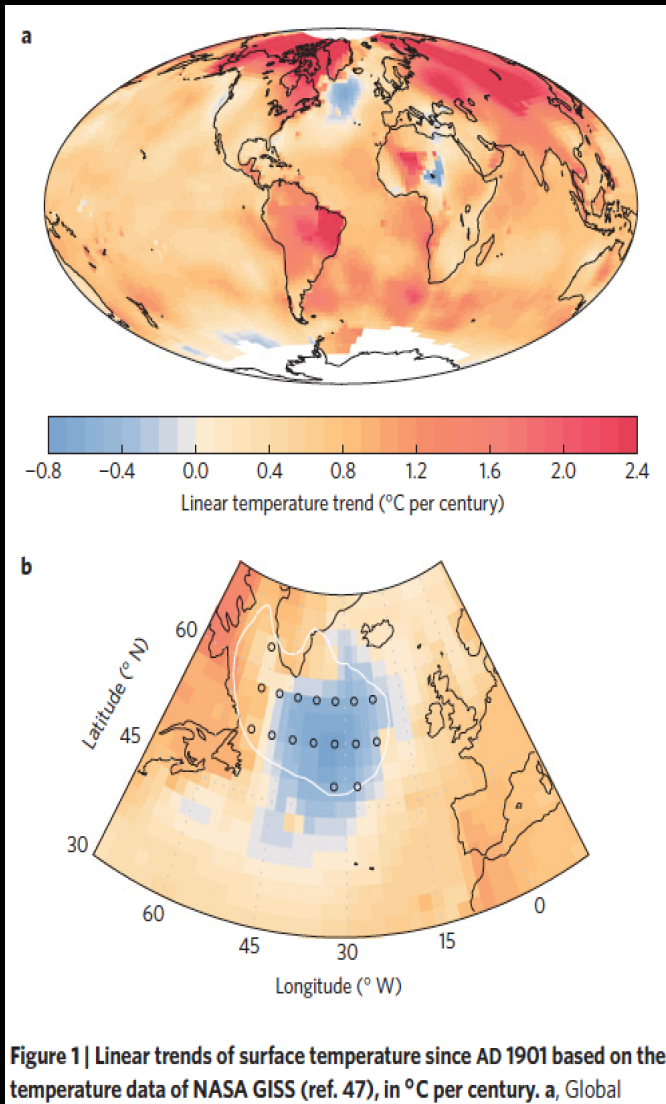 a
−0.8 −0.4 0.0 0.4 0.8 1.2 1.6 2.0 2.4
Linear temperature trend (°C per century)
b
60
45
30
Latitude (° N)
60
45
30
15
0
Longitude (° W)
Figure 1 | Linear trends of surface temperature since AD 1901 based on the
temperature data of NASA GISS (ref. 47), in °C per century. a, Global